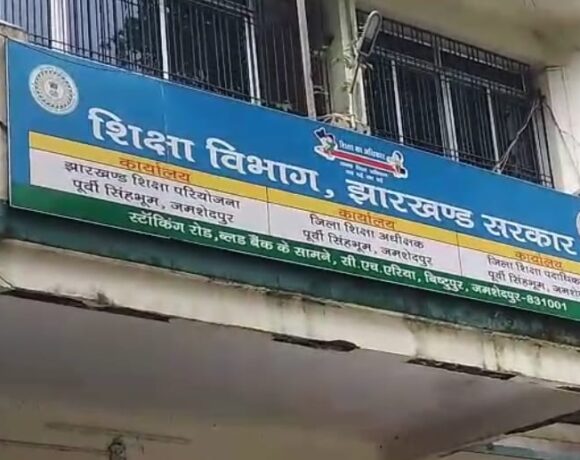 शिक्षा का अधिकार
शिक्षा विभाग, झारखण्ड सरकार
कार्यालय
झारखण्ड शिक्षा परियोजना
पूर्वी सिंहभूम, जमशेदपुर
कार्यालय
जिला शिक्षा अधीक्षक
पूर्वी सिंहभूम, जमशेदपुर
कार्यालय
जिला शिक्षा पदाधिक
पूर्वी सिंहभूम, जमशेद
स्टॉकिंग रोड,ब्लड बैंक के सामने, सी.एच.एरिया, बिष्टुपुर, जमशेदपुर-831001